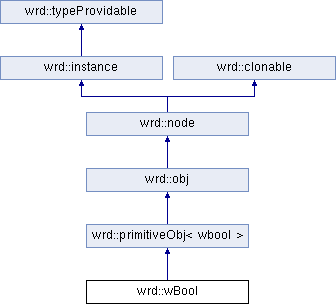 wrd::typeProvidable
wrd::instance
wrd::clonable
wrd::node
wrd::obj
wrd::primitiveObj< wbool >
wrd::wBool